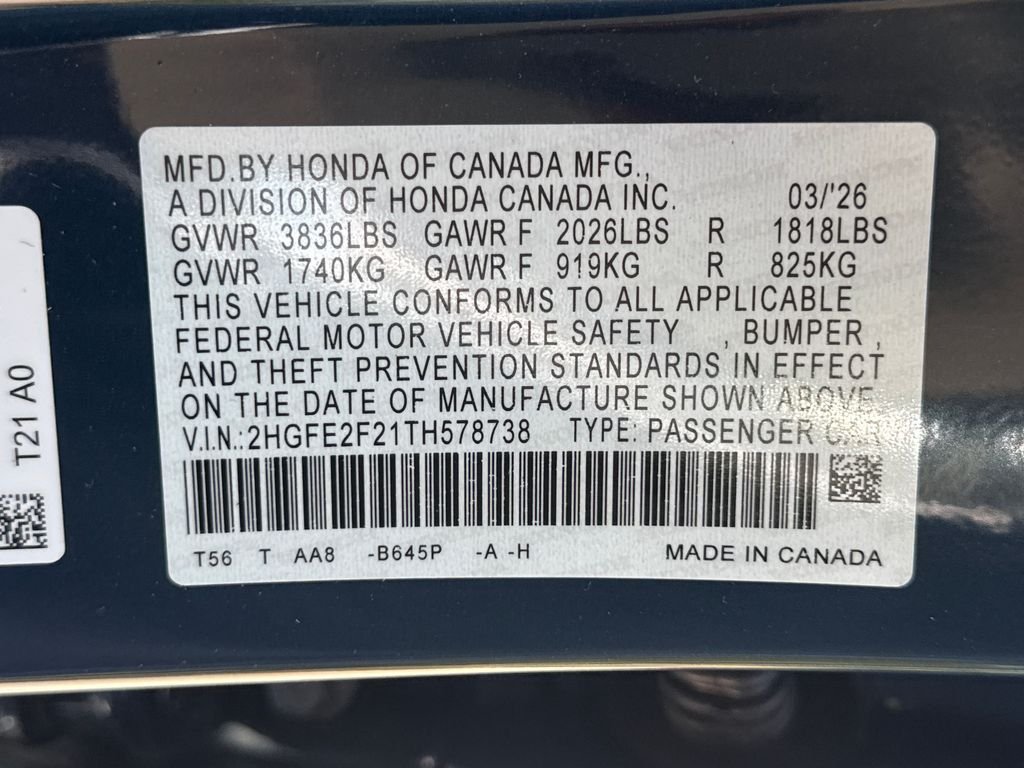 MFD.BY HONDA OF CANADA MFG.,
A DIVISION OF HONDA CANADA INC. 03/'26
GVWR 3836LBS GAWR F 2026LBS R 1818LBS
GVWR 1740KG GAWR F 919KG R 825KG
THIS VEHICLE CONFORMS TO ALL APPLICABLE
FEDERAL MOTOR VEHICLE SAFETY , BUMPER ,
AND THEFT PREVENTION STANDARDS IN EFFECT
ON THE DATE OF MANUFACTURE SHOWN ABOVE
V.I.N.:2HGFE2F21TH578738 TYPE: PASSENGER CAR
T56 T AA8 -B645P -A -H MADE IN CANADA
T21 A0